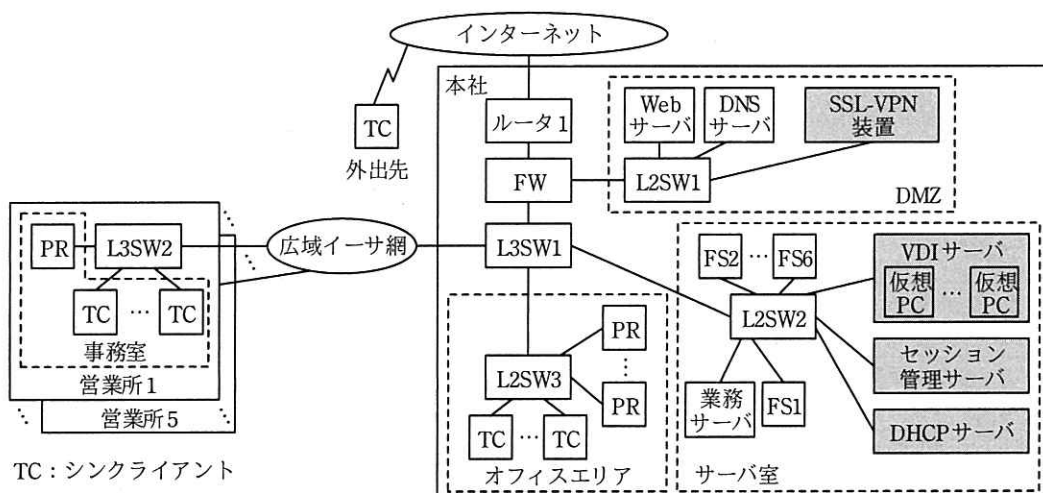 インターネット
本社
TC
外出先
ルータ1
FW
Web
サーバ
DNS
サーバ
SSL-VPN
装置
L2SW1
DMZ
PR
L3SW2
TC
…
TC
事務室
営業所1
営業所5
広域イーサ網
L3SW1
FS2
…
FS6
VDIサーバ
仮想
PC
…
仮想
PC
L2SW2
セッション
管理サーバ
業務
サーバ
FS1
DHCPサーバ
サーバ室
L2SW3
PR
PR
TC
…
TC
オフィスエリア
TC:シンクライアント